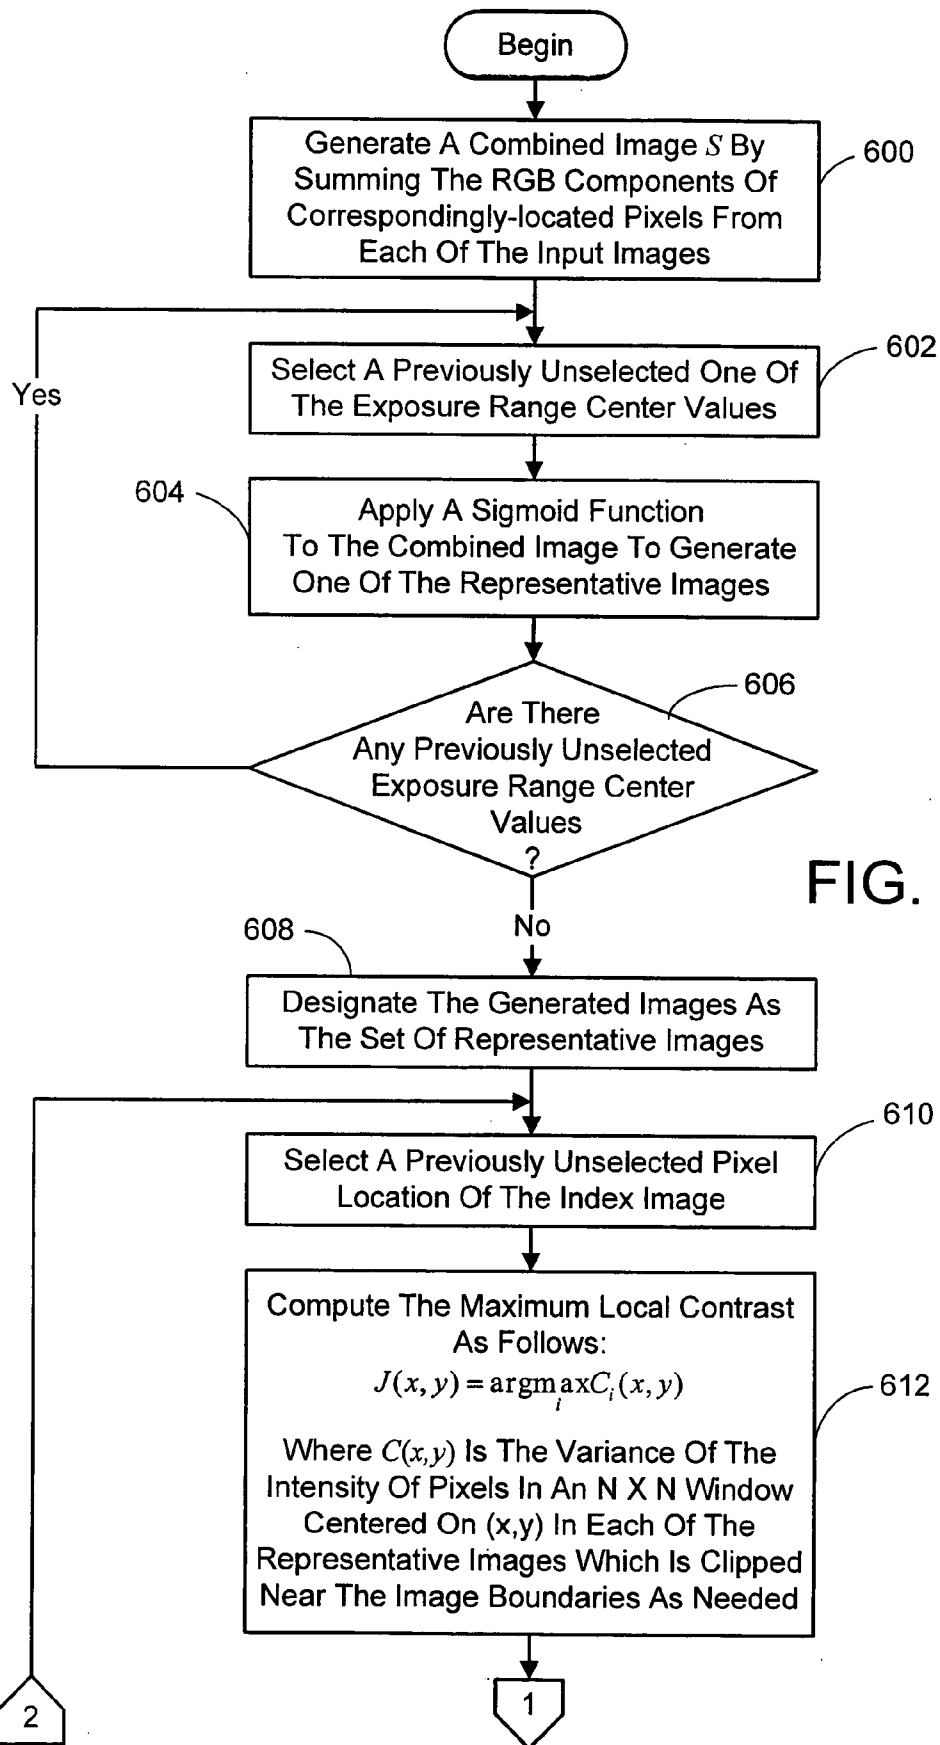 Begin
Generate A Combined Image S By
Summing The RGB Components Of
Correspondingly-located Pixels From
Each Of The Input Images
600
Select A Previously Unselected One Of
The Exposure Range Center Values
602
Yes
604
Apply A Sigmoid Function
To The Combined Image To Generate
One Of The Representative Images
606
Are There
Any Previously Unselected
Exposure Range Center
Values
?
FIG.
No
608
Designate The Generated Images As
The Set Of Representative Images
610
Select A Previously Unselected Pixel
Location Of The Index Image
Compute The Maximum Local Contrast
As Follows:
J(x, y) = argmax C_i(x, y)
i
612
Where C(x,y) Is The Variance Of The
Intensity Of Pixels In An N X N Window
Centered On (x,y) In Each Of The
Representative Images Which Is Clipped
Near The Image Boundaries As Needed
2
1